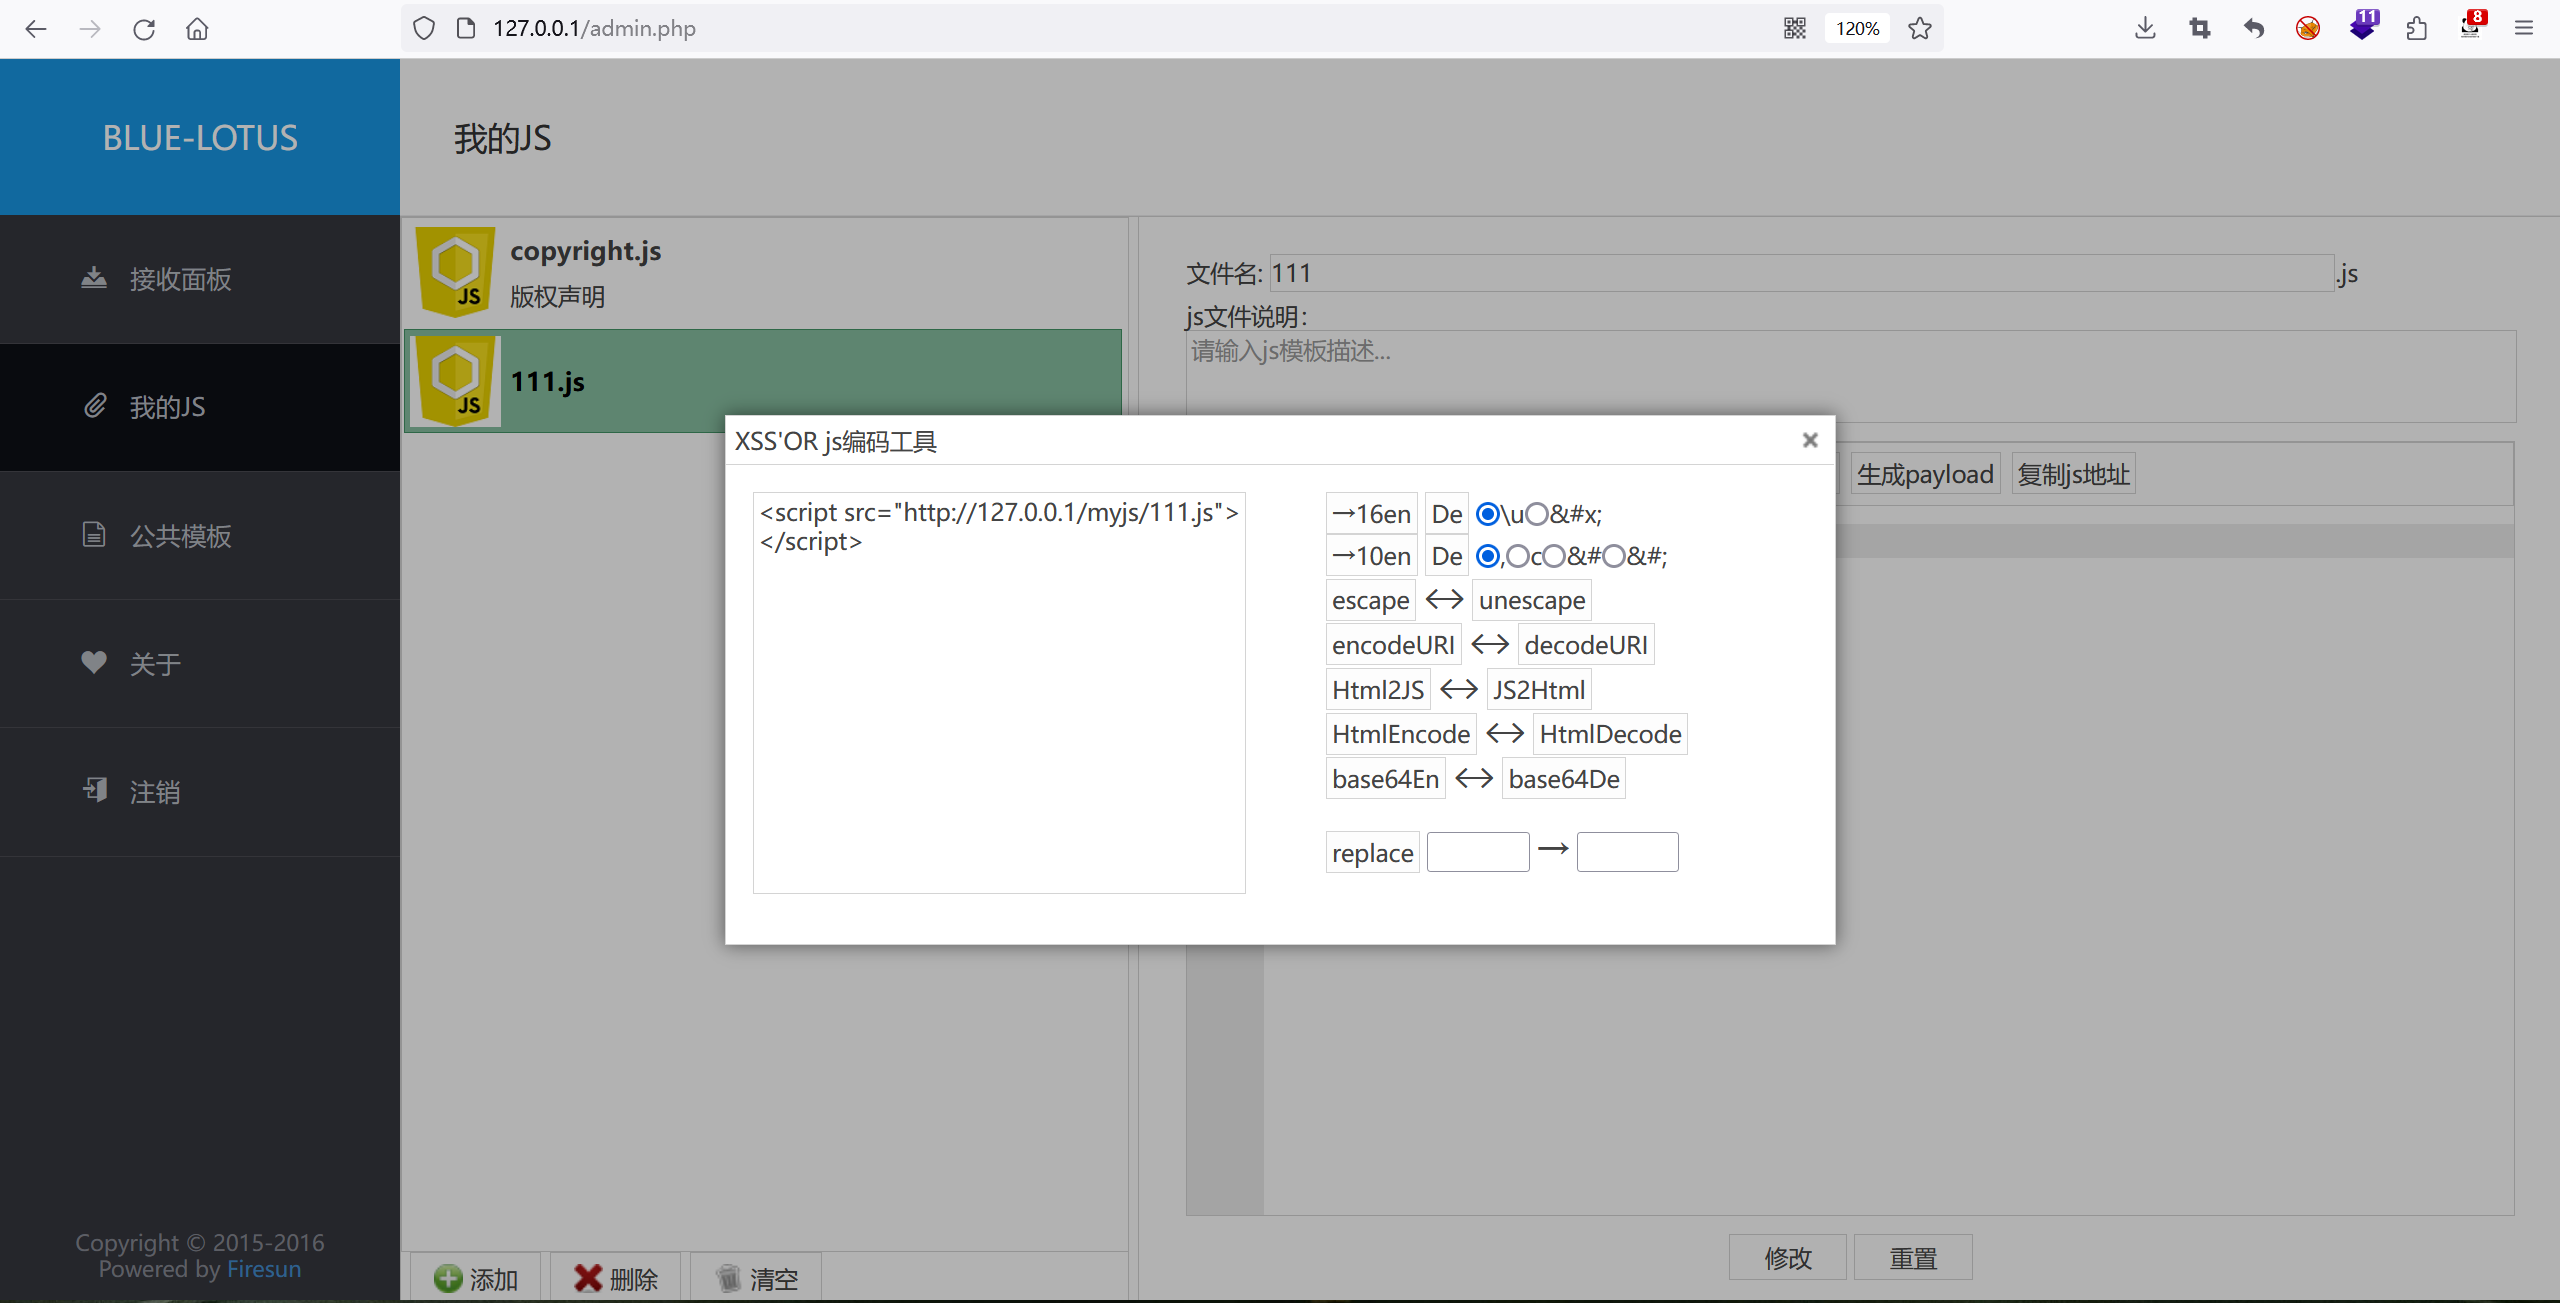 127.0.0.1/admin.php
120%
11
8
BLUE-LOTUS
我的JS
接收面板
我的JS
公共模板
关于
注销
Copyright © 2015-2016
Powered by Firesun
copyright.js
版权声明
111.js
添加
删除
清空
文件名: 111 .js
js文件说明：
请输入js模板描述...
生成payload
复制js地址
修改
重置
XSS'OR js编码工具
<script src="http://127.0.0.1/myjs/111.js">
</script>
→16en De \u &#x;
→10en De , c &# &#;
escape ↔ unescape
encodeURI ↔ decodeURI
Html2JS ↔ JS2Html
HtmlEncode ↔ HtmlDecode
base64En ↔ base64De
replace →